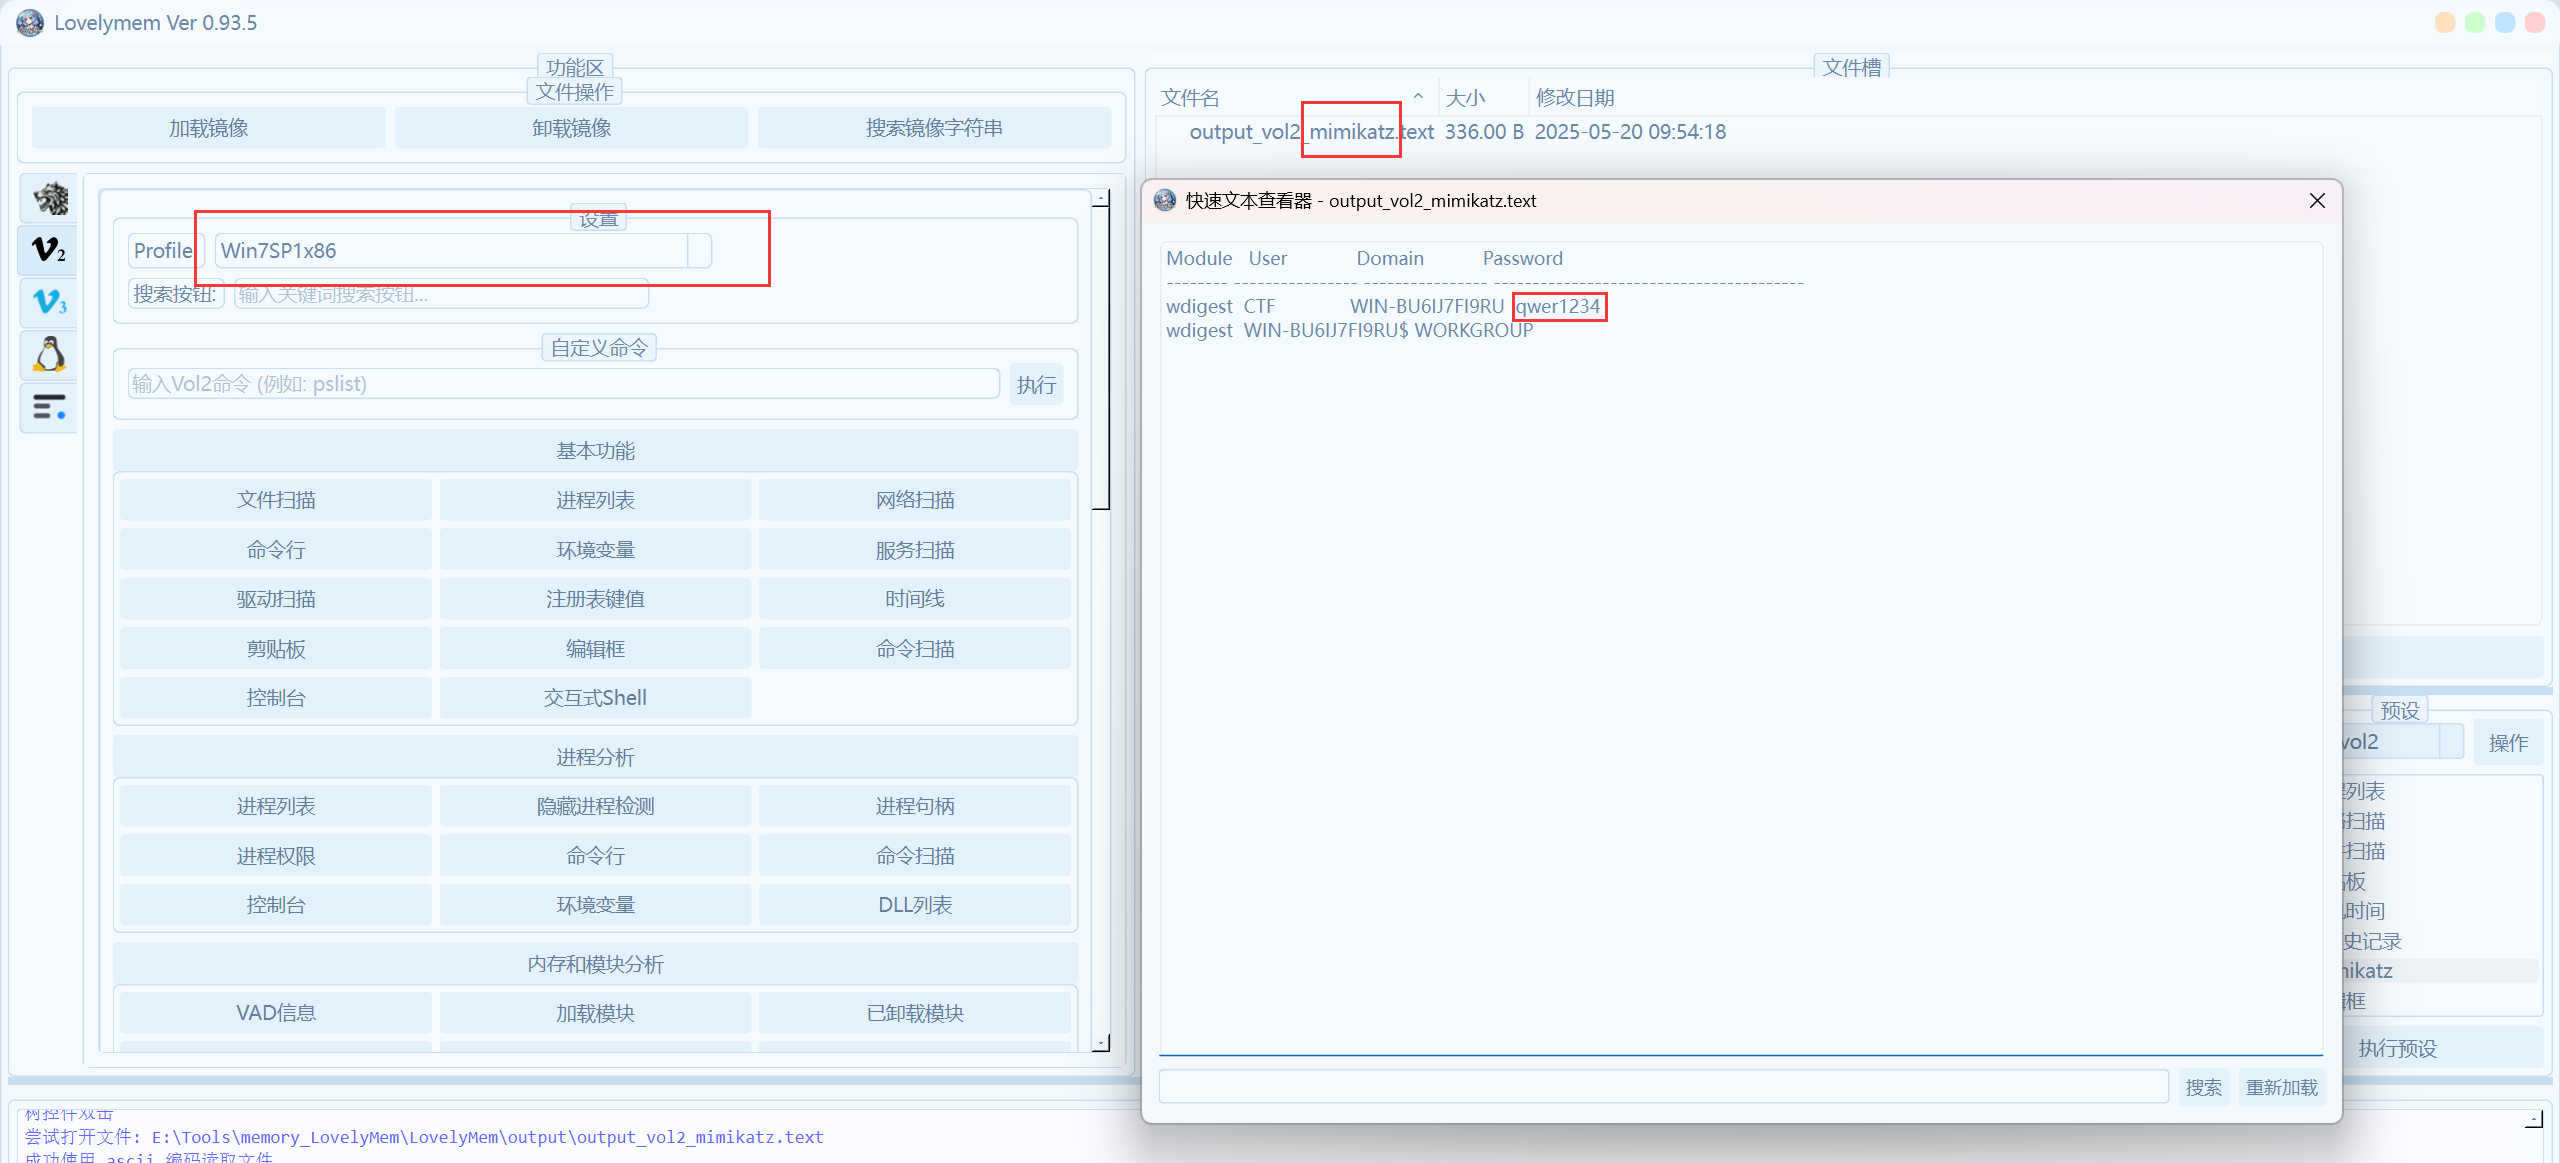 Lovelymem Ver 0.93.5
功能区
文件操作
加载镜像 卸载镜像 搜索镜像字符串
设置
Profile Win7SP1x86
搜索按钮: 输入关键词搜索按钮...
自定义命令
输入Vol2命令 (例如: pslist) 执行
基本功能
文件扫描 进程列表 网络扫描
命令行 环境变量 服务扫描
驱动扫描 注册表键值 时间线
剪贴板 编辑框 命令扫描
控制台 交互式Shell
进程分析
进程列表 隐藏进程检测 进程句柄
进程权限 命令行 命令扫描
控制台 环境变量 DLL列表
内存和模块分析
VAD信息 加载模块 已卸载模块
文件槽
文件名 大小 修改日期
output_vol2_mimikatz.text 336.00 B 2025-05-20 09:54:18
快速文本查看器 - output_vol2_mimikatz.text
Module User Domain Password
-------- ---------------- ---------------- ----------------------------------------
wdigest CTF WIN-BU6IJ7FI9RU qwer1234
wdigest WIN-BU6IJ7FI9RU$ WORKGROUP
搜索 重新加载
预设
vol2 操作
列表
扫描
扫描
板
时间
史记录
mikatz
框
执行预设
树控件双击
尝试打开文件: E:\Tools\memory_LovelyMem\LovelyMem\output\output_vol2_mimikatz.text
成功使用 ascii 编码读取文件